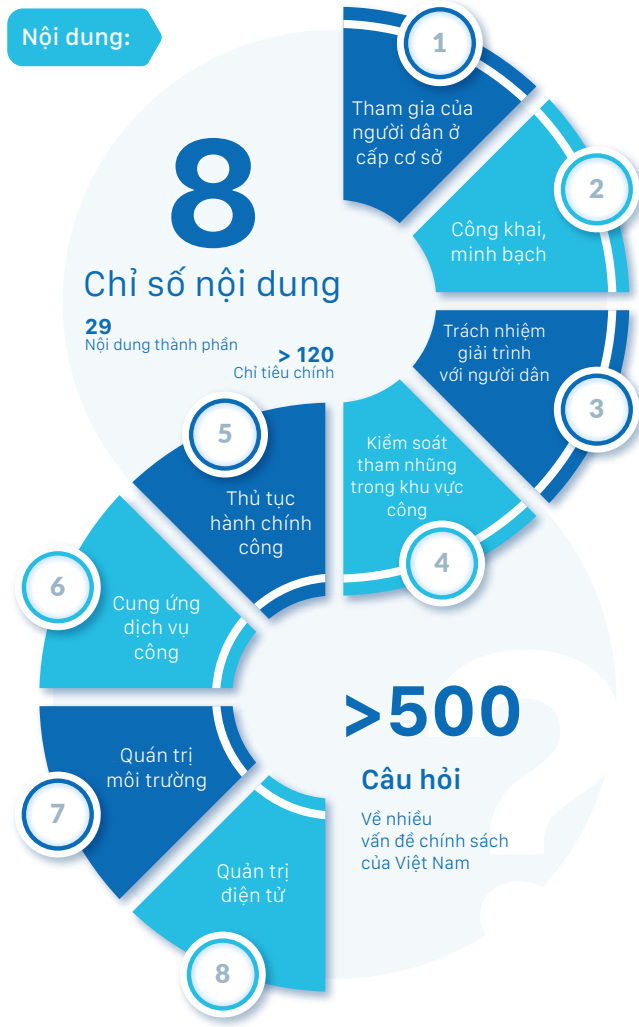 Nội dung:
1
Tham gia của
người dân ở
cấp cơ sở
2
Công khai,
minh bạch
8
Chỉ số nội dung
29
Nội dung thành phần
> 120
Chỉ tiêu chính
Trách nhiệm
giải trình
với người dân
3
Kiểm soát
tham nhũng
trong khu vực
công
4
5
Thủ tục
hành chính
công
6
Cung ứng
dịch vụ
công
>500
Câu hỏi
Về nhiều
vấn đề chính sách
của Việt Nam
Quán trị
môi trường
7
Quản trị
điện tử
8
?